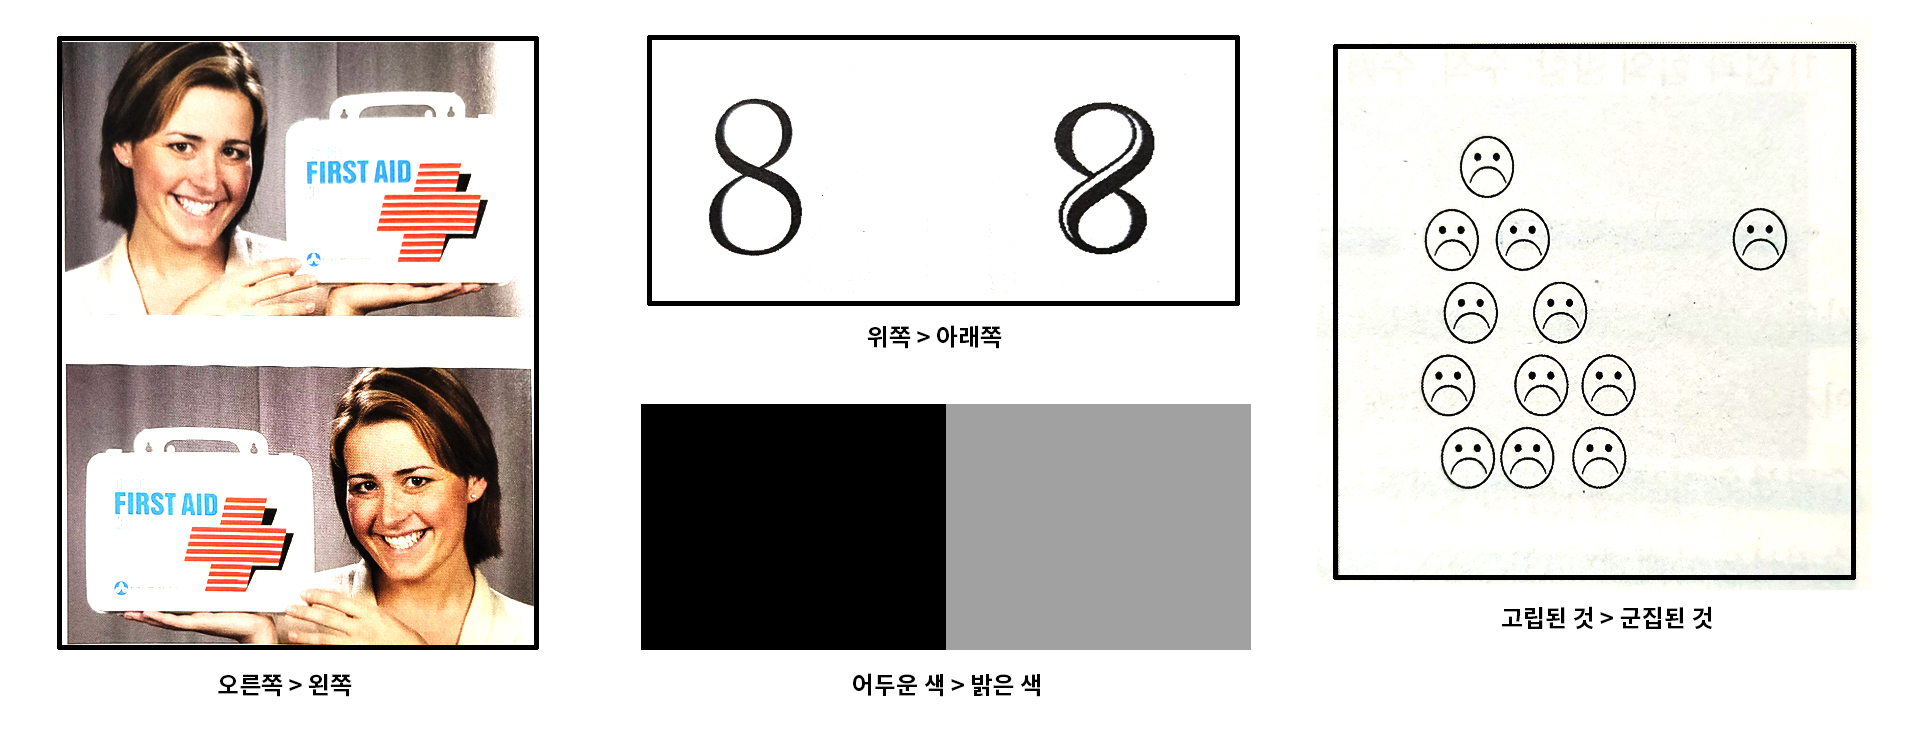 FIRST AID
FIRST AID
오른쪽 > 왼쪽
8 8
위쪽 > 아래쪽
어두운 색 > 밝은 색
고립된 것 > 군집된 것